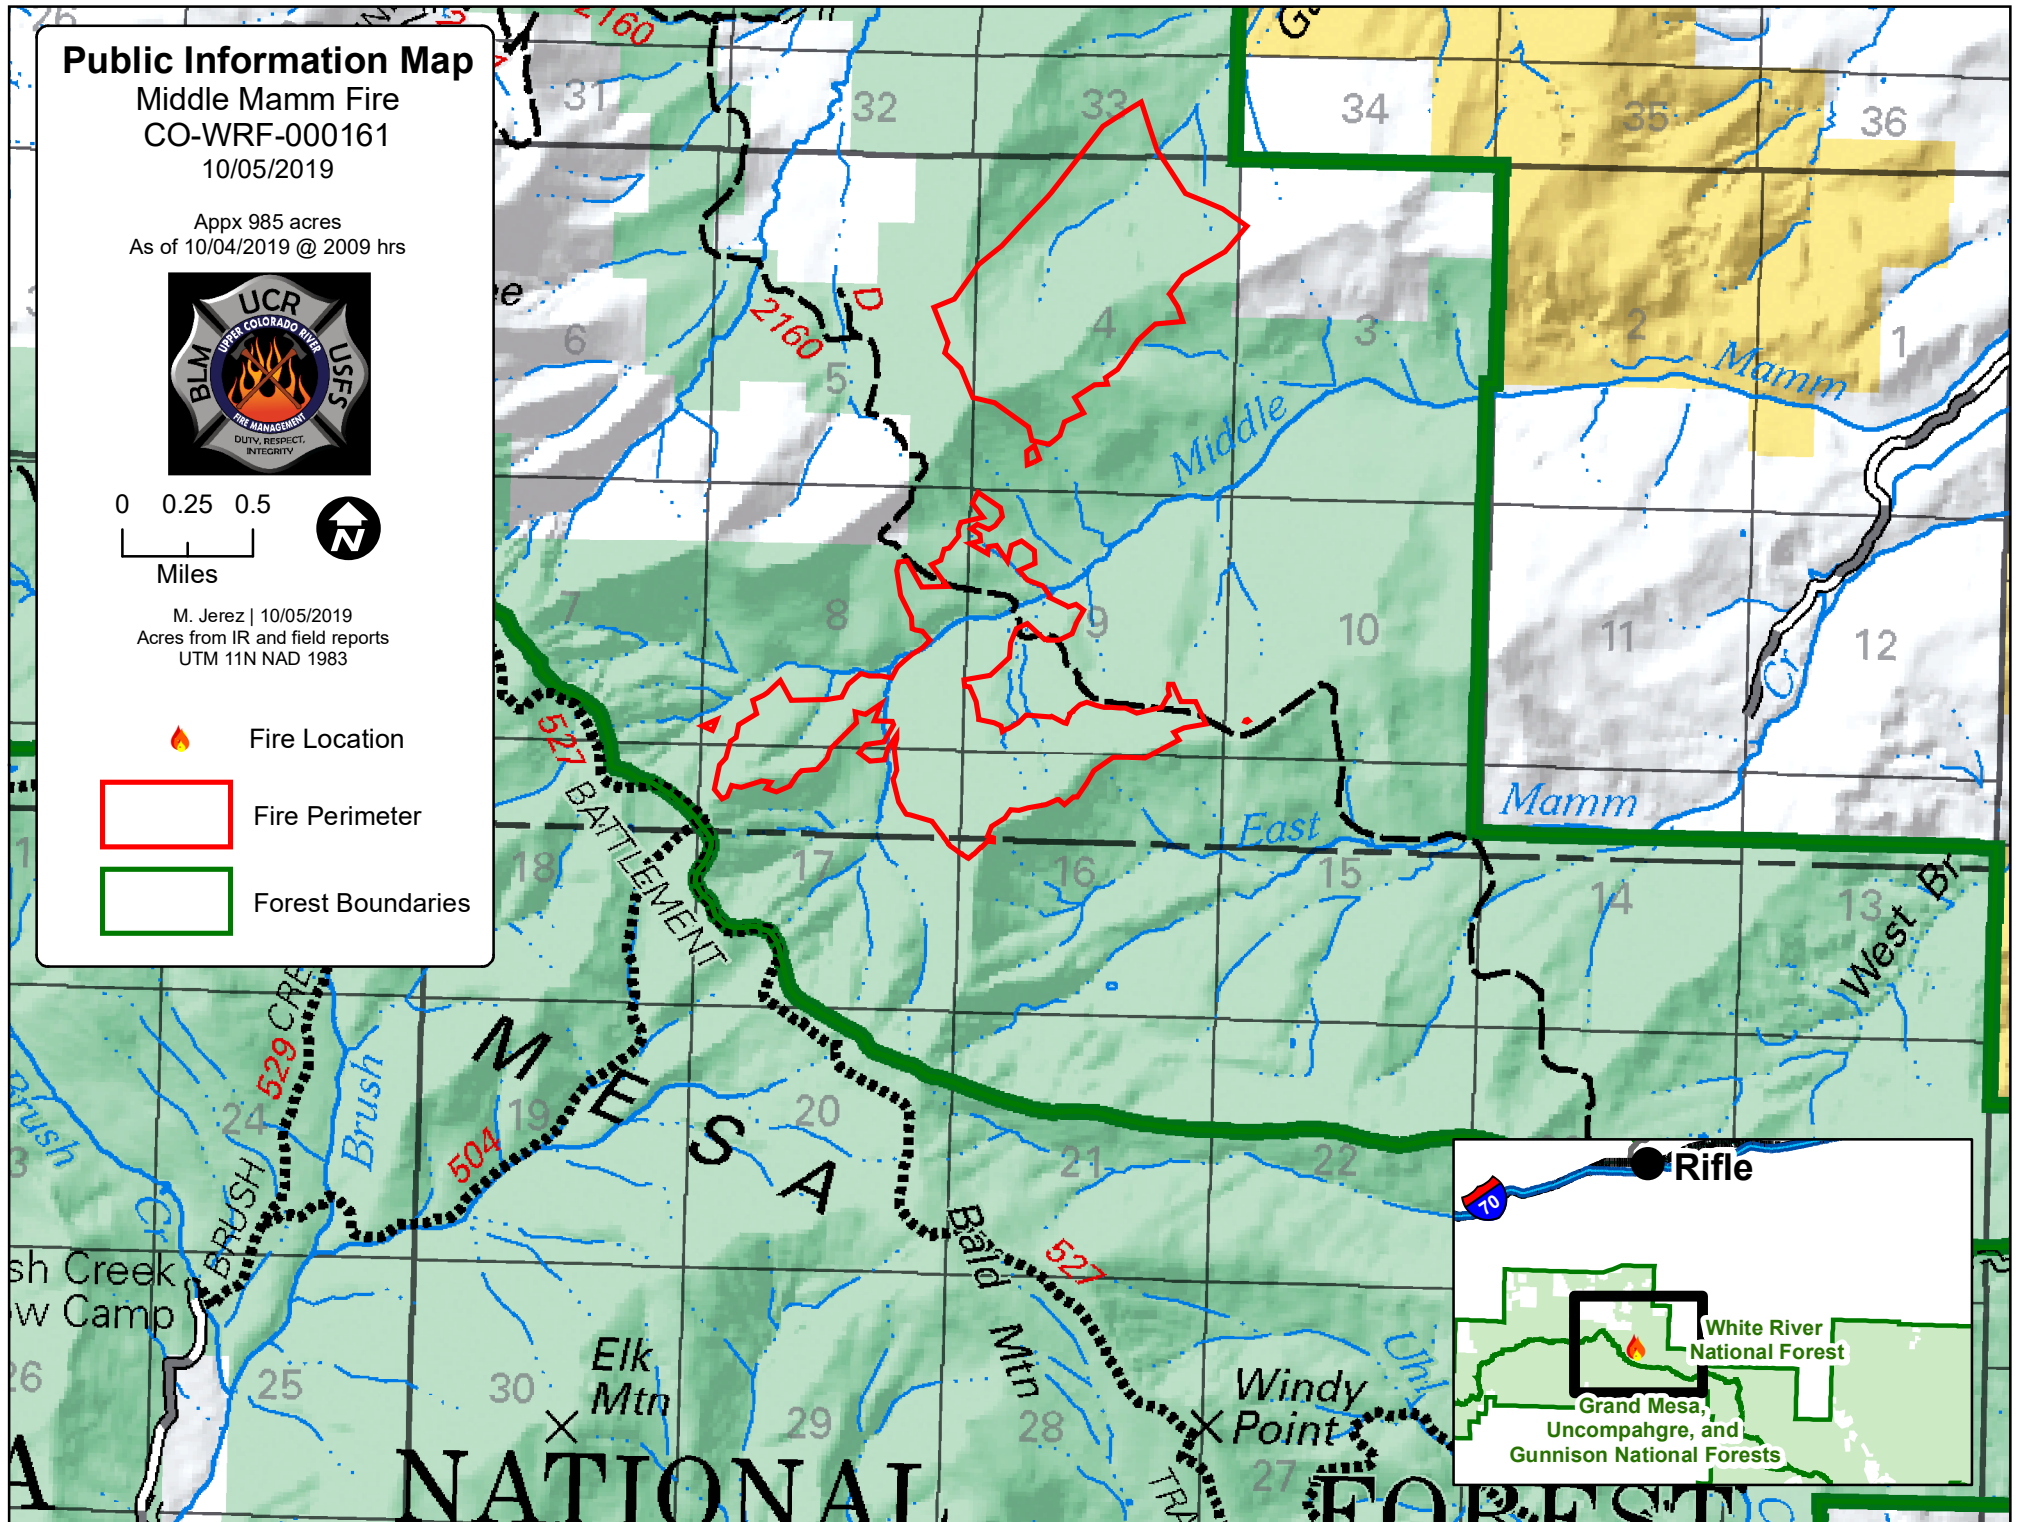 Public Information Map
Middle Mamm Fire
CO-WRF-000161
10/05/2019
Appx 985 acres
As of 10/04/2019 @ 2009 hrs
UCR
UPPER COLORADO RIVER
BLM
USFS
FIRE MANAGEMENT
DUTY, RESPECT,
INTEGRITY
0 0.25 0.5
Miles
N
M. Jerez | 10/05/2019
Acres from IR and field reports
UTM 11N NAD 1983
Fire Location
Fire Perimeter
Forest Boundaries
2160
31
32
33
34
35
36
D
2160
6
5
4
3
2
1
Mamm
Middle
7
8
9
10
11
12
Cr
527
BATTLEMENT
Mamm
East
18
17
16
15
14
13
West Br
529
Brush
Brush
Cr
24
19
504
MESA
20
21
22
BRUSH
sh Creek
w Camp
Bald
Mtn
527
Elk
Mtn
Windy
Point
Uhl
26
25
30
29
28
27
TRA
A
NATIONAL
FOREST
Rifle
70
White River
National Forest
Grand Mesa,
Uncompahgre, and
Gunnison National Forests